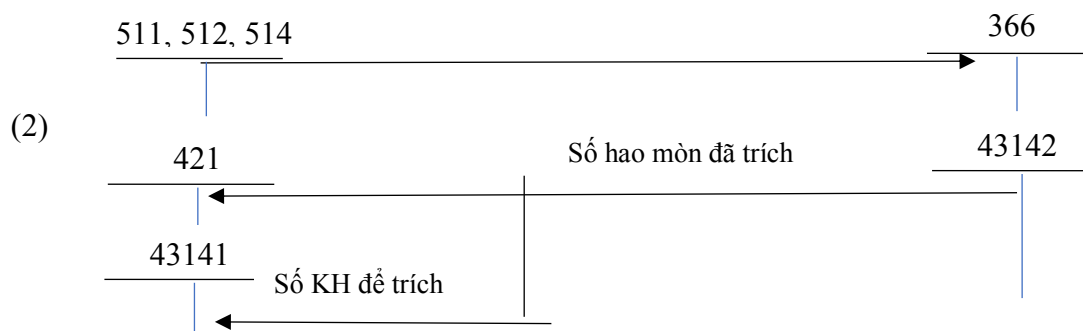 511, 512, 514
366
(2)
421
Số hao mòn đã trích
43142
43141
Số KH để trích